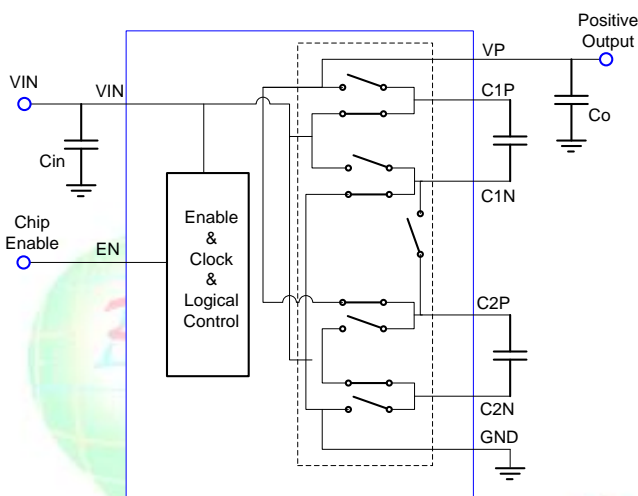 Positive
Output
VP
VIN
VIN
C1P
Co
Cin
C1N
Chip
Enable
EN
Enable
&
Clock
&
Logical
Control
C2P
C2N
GND